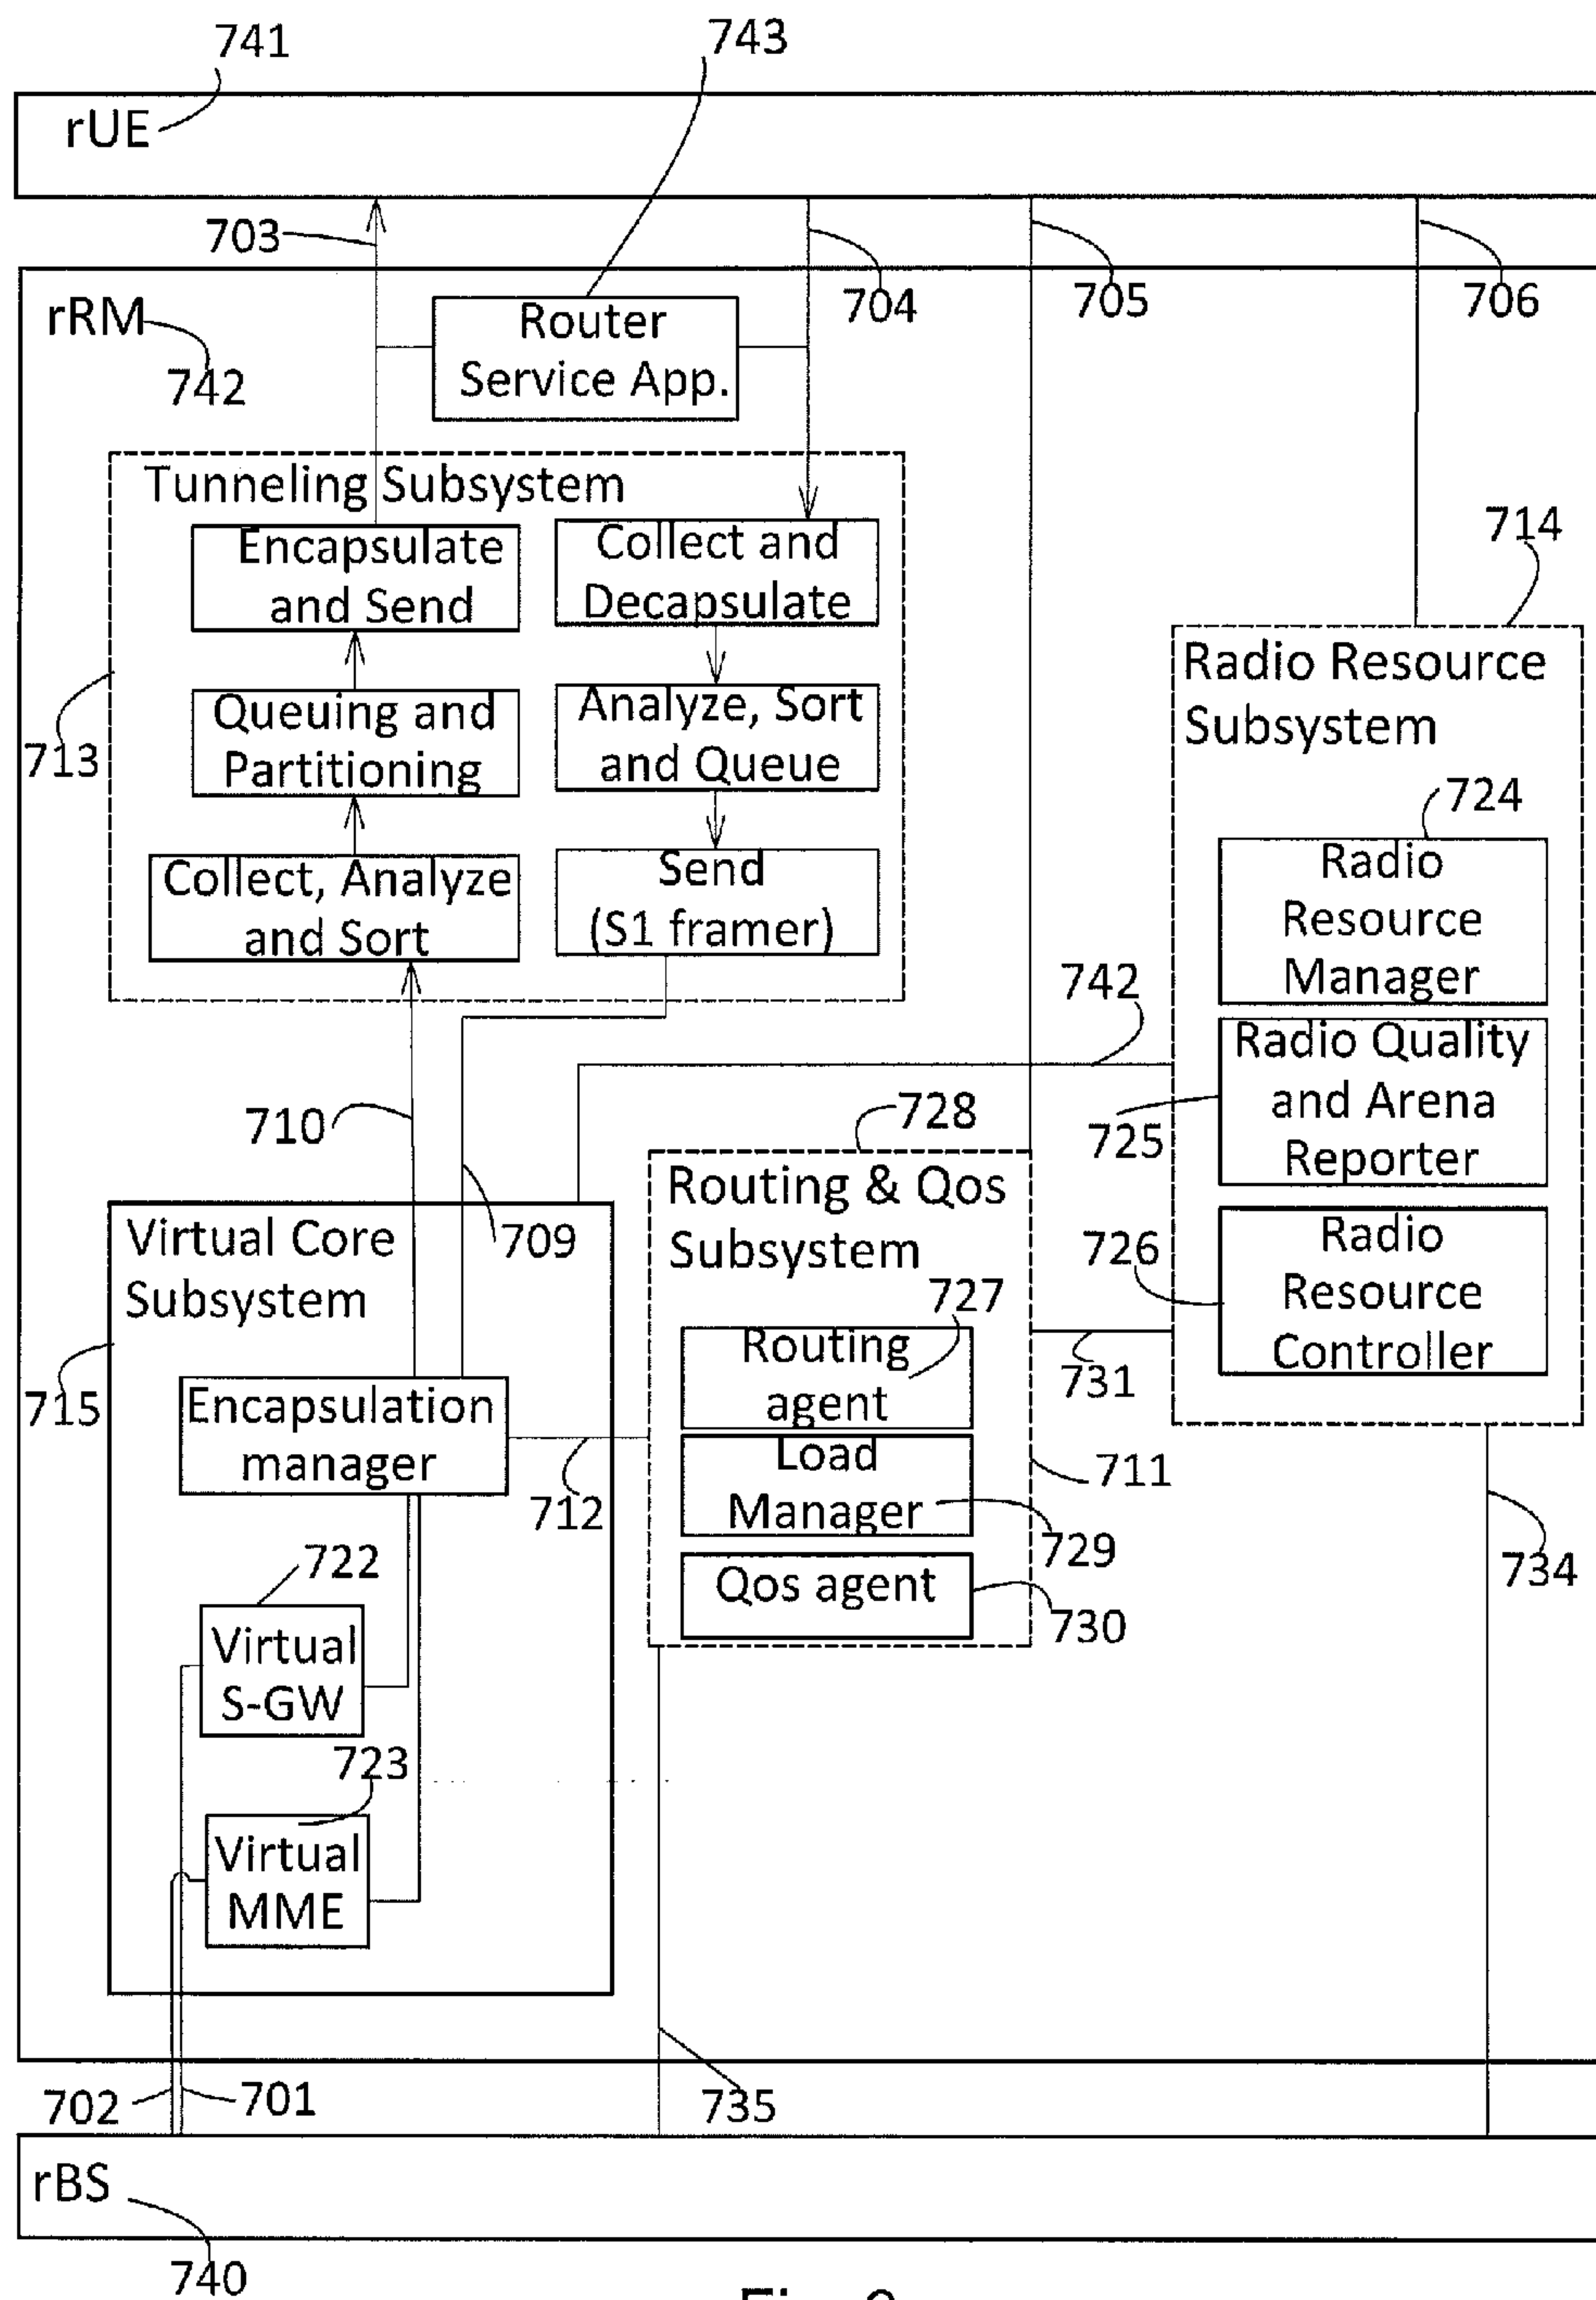 741
743
rUE
703
704
705
706
rRM
742
Router
Service App.
Tunneling Subsystem
Encapsulate
and Send
Collect and
Decapsulate
714
713
Queuing and
Partitioning
Analyze, Sort
and Queue
Radio Resource
Subsystem
724
Collect, Analyze
and Sort
Send
(S1 framer)
Radio
Resource
Manager
742
Radio Quality
and Arena
Reporter
725
710
728
709
Virtual Core
Subsystem
Routing & Qos
Subsystem
726
Radio
Resource
Controller
727
Routing
agent
731
715
Encapsulation
manager
712
Load
Manager
711
729
Qos agent
730
734
722
Virtual
S-GW
723
Virtual
MME
702
701
735
rBS
740